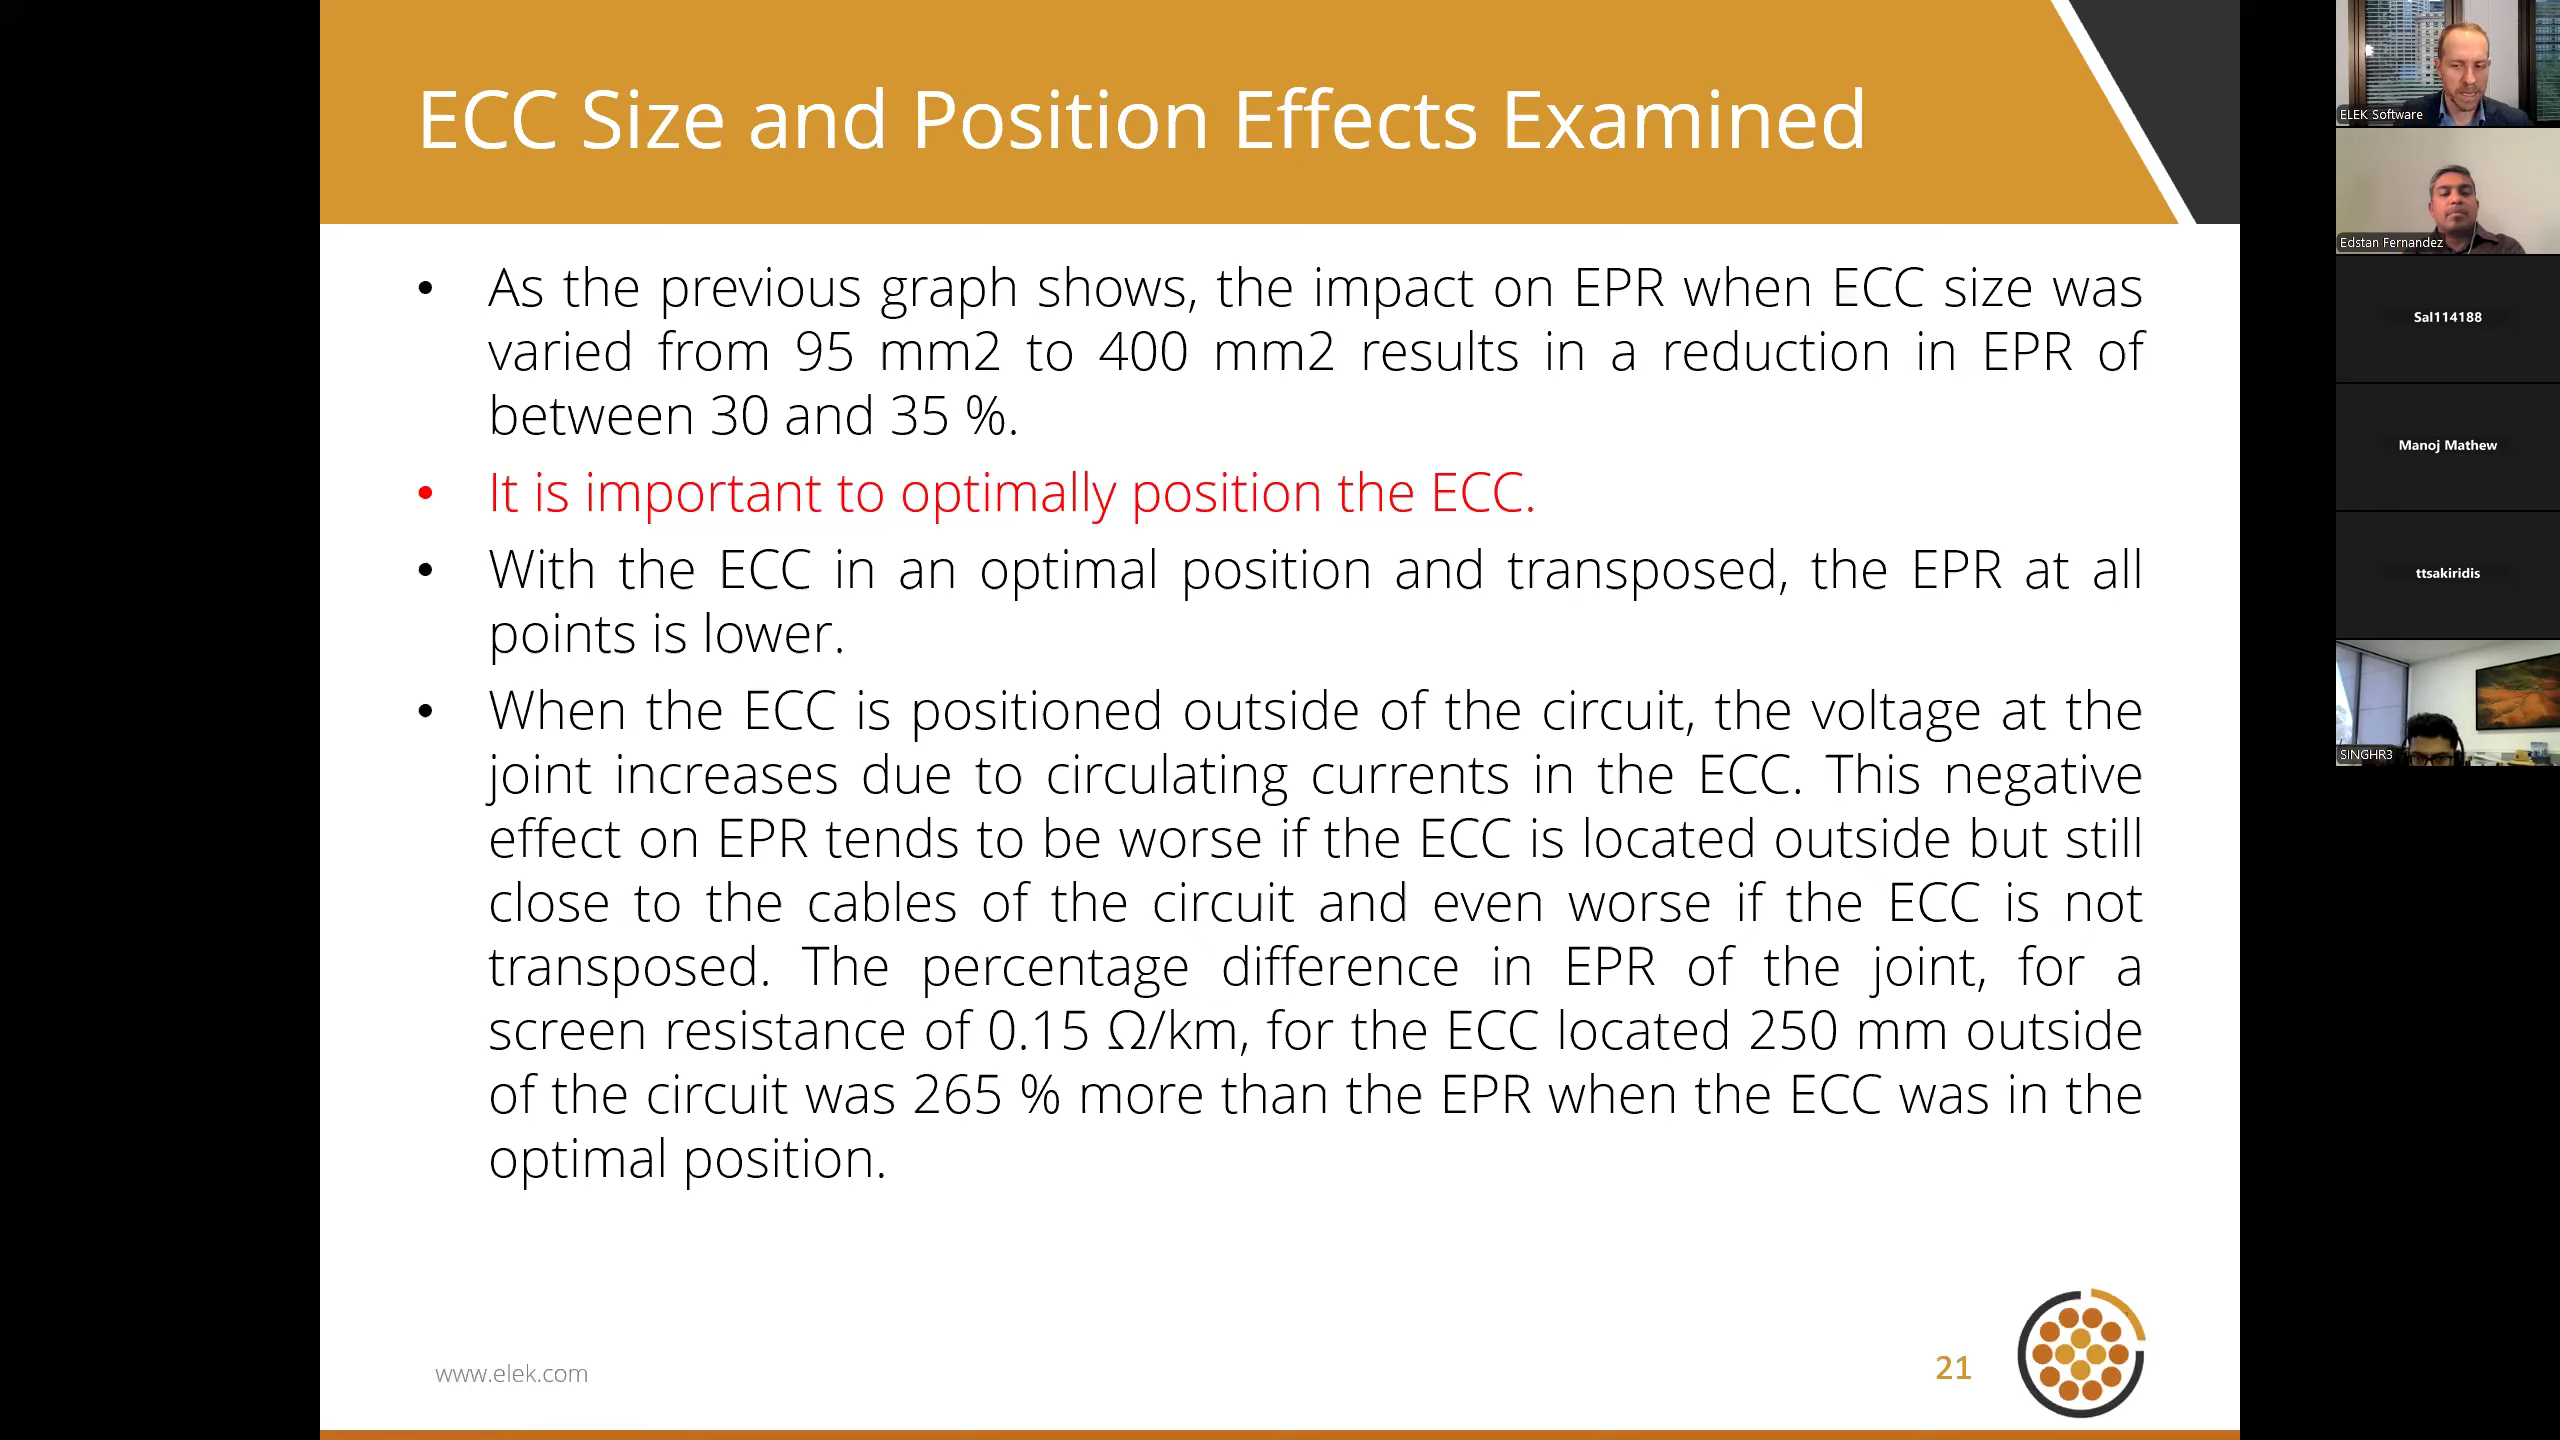 ECC Size and Position Effects Examined
• As the previous graph shows, the impact on EPR when ECC size was
varied from 95 mm2 to 400 mm2 results in a reduction in EPR of
between 30 and 35 %.
• It is important to optimally position the ECC.
• With the ECC in an optimal position and transposed, the EPR at all
points is lower.
• When the ECC is positioned outside of the circuit, the voltage at the
joint increases due to circulating currents in the ECC. This negative
effect on EPR tends to be worse if the ECC is located outside but still
close to the cables of the circuit and even worse if the ECC is not
transposed. The percentage difference in EPR of the joint, for a
screen resistance of 0.15 Ω/km, for the ECC located 250 mm outside
of the circuit was 265 % more than the EPR when the ECC was in the
optimal position.
www.elek.com
21
ELEK Software
Edstan Fernandez
Sal114188
Manoj Mathew
ttsakiridis
SINGHR3